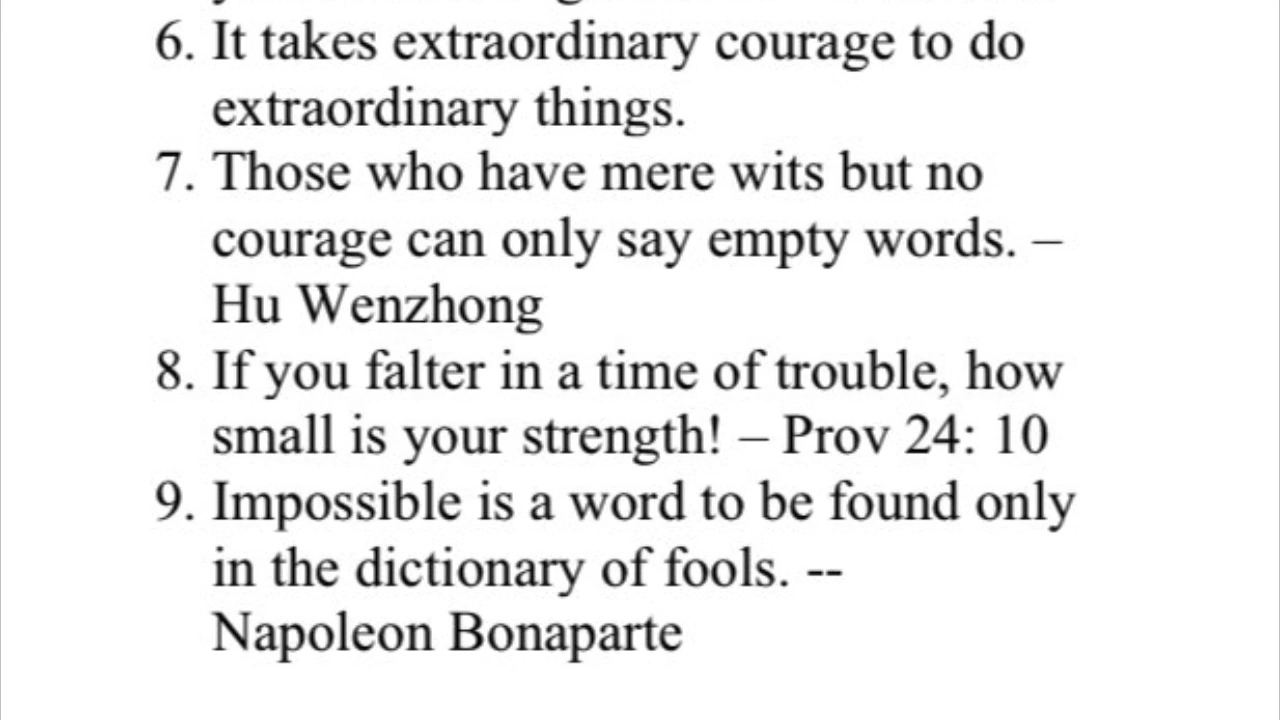 6. It takes extraordinary courage to do
extraordinary things.
7. Those who have mere wits but no
courage can only say empty words. –
Hu Wenzhong
8. If you falter in a time of trouble, how
small is your strength! – Prov 24: 10
9. Impossible is a word to be found only
in the dictionary of fools. --
Napoleon Bonaparte